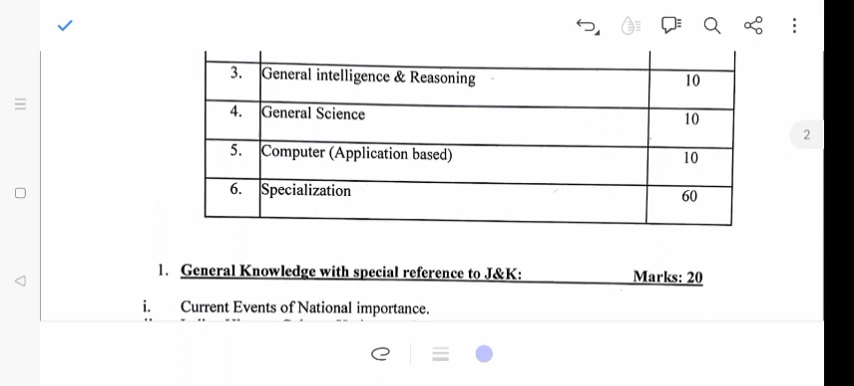 3. General intelligence & Reasoning 10
4. General Science 10
5. Computer (Application based) 10
6. Specialization 60
2
1. General Knowledge with special reference to J&K: Marks: 20
i. Current Events of National importance.